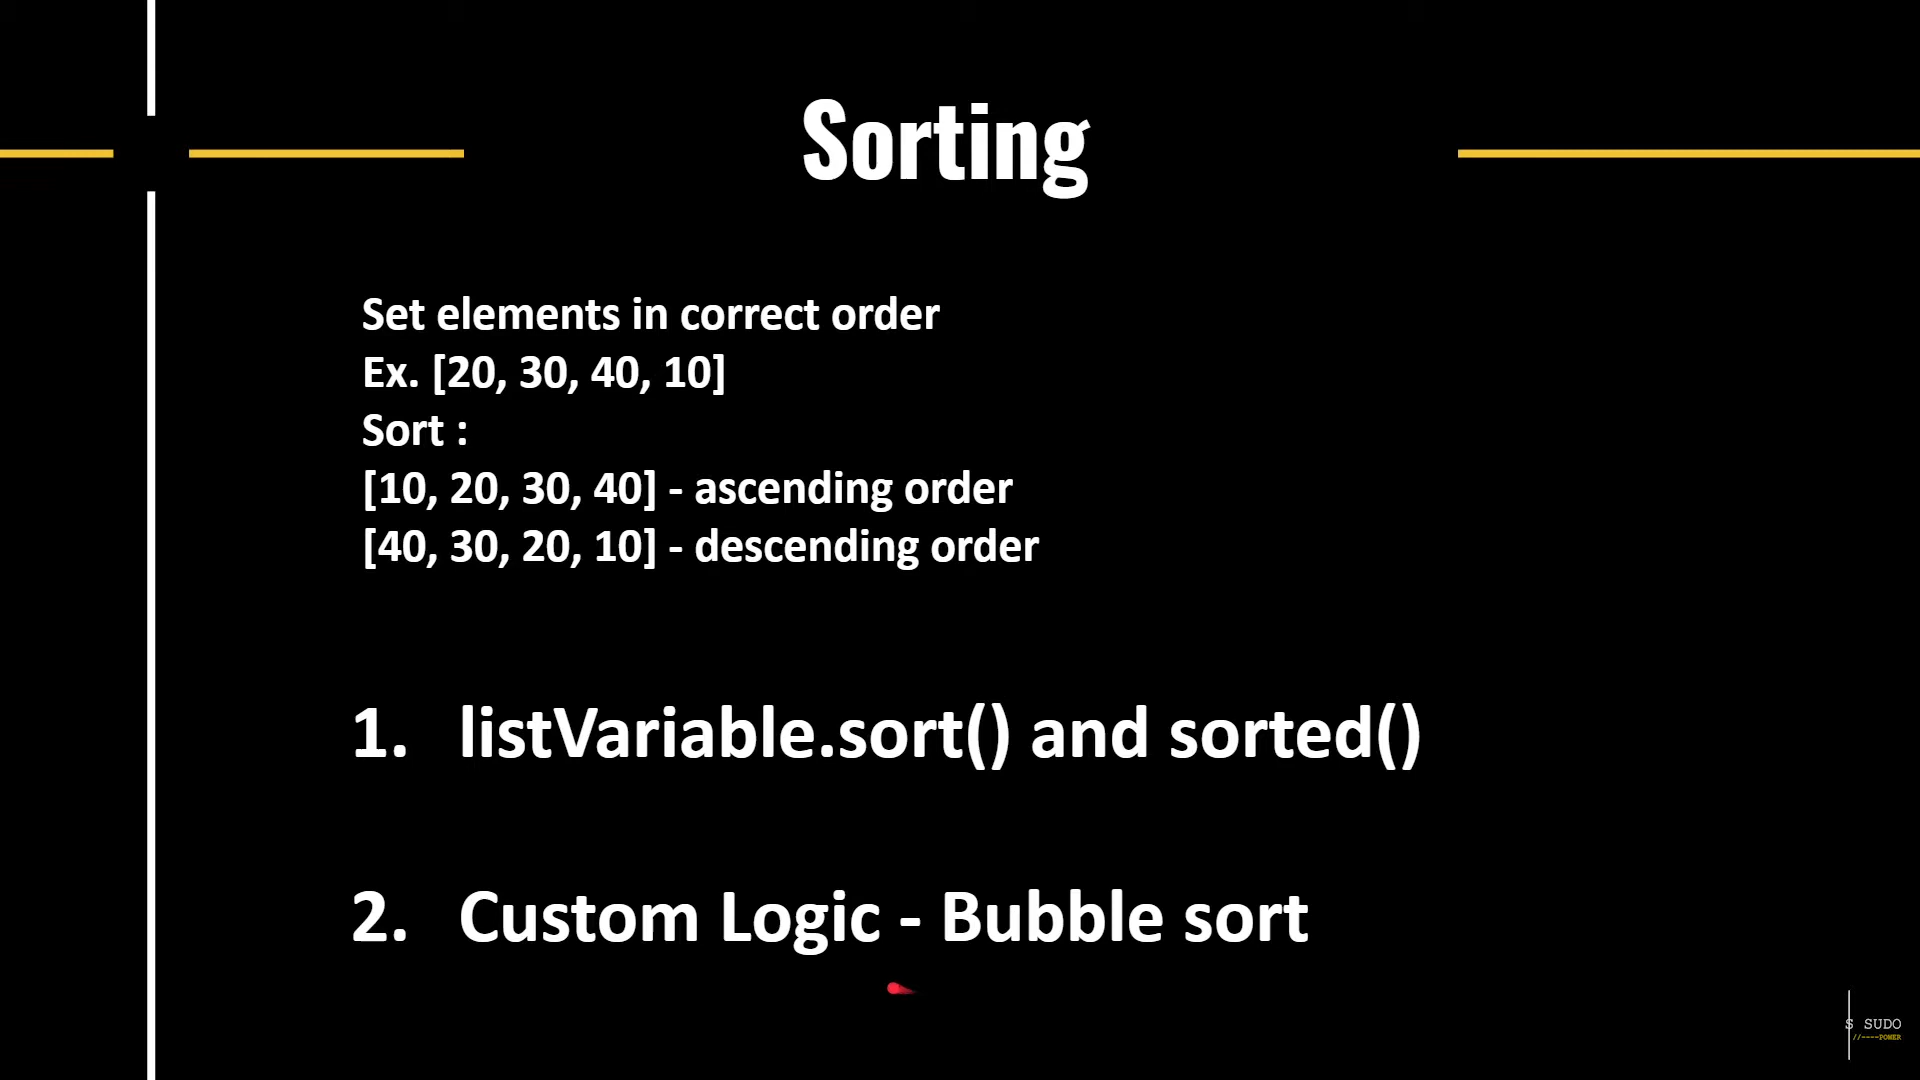 Sorting
Set elements in correct order
Ex. [20, 30, 40, 10]
Sort :
[10, 20, 30, 40] - ascending order
[40, 30, 20, 10] - descending order
1. listVariable.sort() and sorted()
2. Custom Logic - Bubble sort
S SUDO
//----POWER